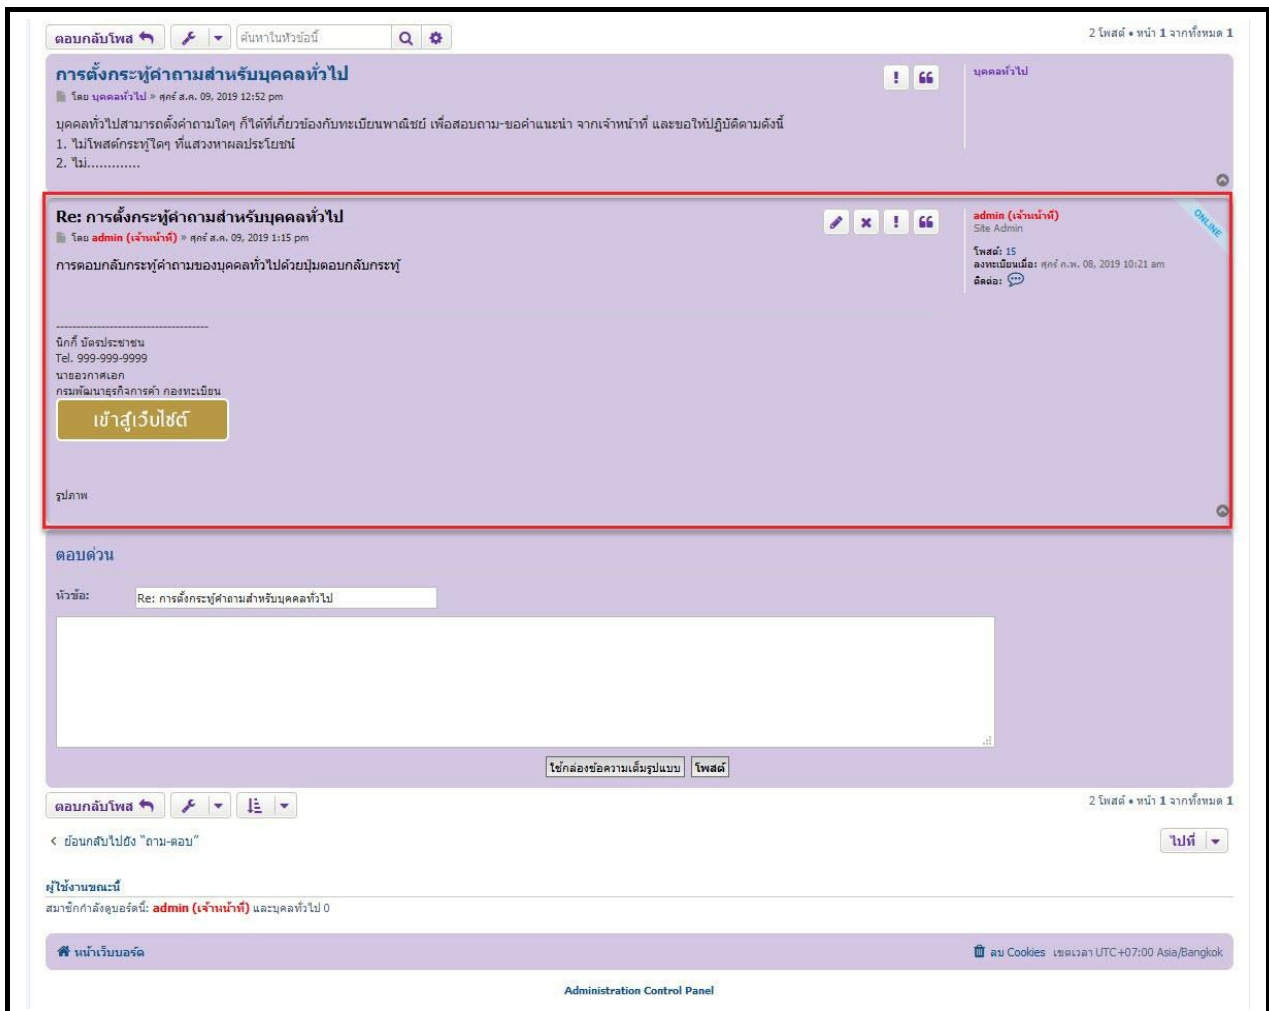 ตอบกลับโพส
ค้นหาในหัวข้อนี้
2 โพสต์ • หน้า 1 จากทั้งหมด 1
การตั้งกระทู้คำถามสำหรับบุคคลทั่วไป
โดย บุคคลทั่วไป » ศุกร์ ส.ค. 09, 2019 12:52 pm
บุคคลทั่วไป
บุคคลทั่วไปสามารถตั้งคำถามใดๆ ก็ได้ที่เกี่ยวข้องกับทะเบียนพาณิชย์ เพื่อสอบถาม-ขอคำแนะนำ จากเจ้าหน้าที่ และขอให้ปฏิบัติตามดังนี้
1. ไม่โพสต์กระทู้ใดๆ ที่แสวงหาผลประโยชน์
2. ไม่.............
Re: การตั้งกระทู้คำถามสำหรับบุคคลทั่วไป
โดย admin (เจ้าหน้าที่) » ศุกร์ ส.ค. 09, 2019 1:15 pm
การตอบกลับกระทู้คำถามของบุคคลทั่วไปด้วยปุ่มตอบกลับกระทู้
admin (เจ้าหน้าที่)
Site Admin
ONLINE
โพสต์: 15
ลงทะเบียนเมื่อ: ศุกร์ ก.พ. 08, 2019 10:21 am
ติดต่อ:
-------------------------------------
นิกกี้ บัตรประชาชน
Tel. 999-999-9999
นายอวกาศเอก
กรมพัฒนาธุรกิจการค้า กองทะเบียน
เข้าสู่เว็บไซต์
รูปภาพ
ตอบด่วน
หัวข้อ:
Re: การตั้งกระทู้คำถามสำหรับบุคคลทั่วไป
ใช้กล่องข้อความเต็มรูปแบบ โพสต์
ตอบกลับโพส
2 โพสต์ • หน้า 1 จากทั้งหมด 1
ย้อนกลับไปยัง “ถาม-ตอบ”
ไปที่
ผู้ใช้งานขณะนี้
สมาชิกกำลังดูบอร์ดนี้: admin (เจ้าหน้าที่) และบุคลทั่วไป 0
หน้าเว็บบอร์ด
ลบ Cookies เขตเวลา UTC+07:00 Asia/Bangkok
Administration Control Panel